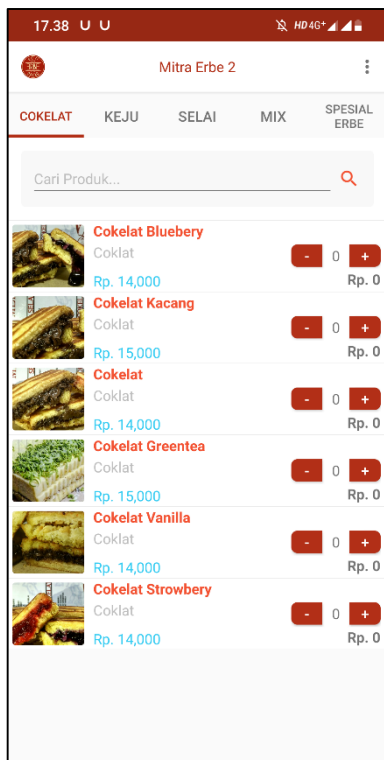 17.38 U U HD 4G+
Mitra Erbe 2
COKELAT KEJU SELAI MIX SPESIAL
ERBE
Cari Produk...
Cokelat Bluebery
Coklat
- 0 +
Rp. 14,000 Rp. 0
Cokelat Kacang
Coklat
- 0 +
Rp. 15,000 Rp. 0
Cokelat
Coklat
- 0 +
Rp. 14,000 Rp. 0
Cokelat Greentea
Coklat
- 0 +
Rp. 15,000 Rp. 0
Cokelat Vanilla
Coklat
- 0 +
Rp. 14,000 Rp. 0
Cokelat Strowbery
Coklat
- 0 +
Rp. 14,000 Rp. 0